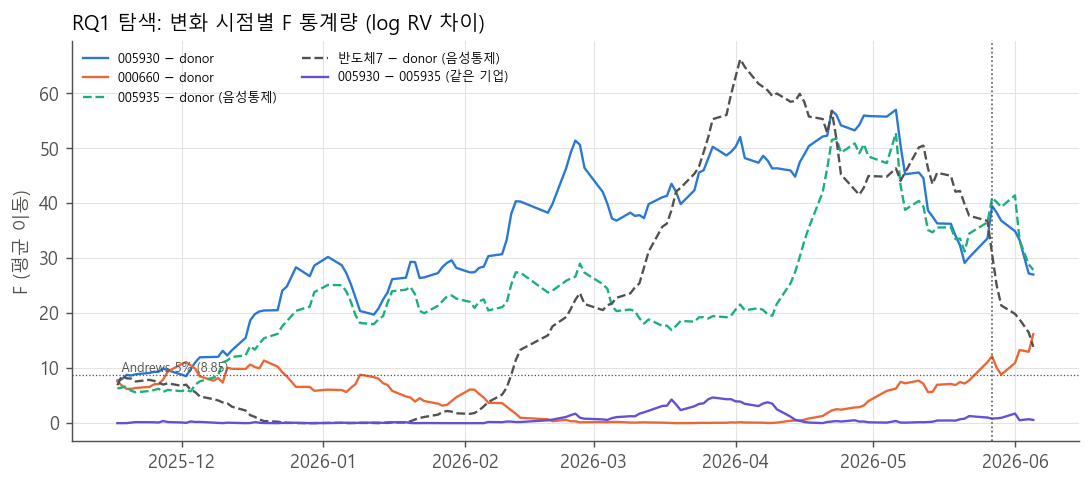 RQ1 탐색: 변화 시점별 F 통계량 (log RV 차이)
005930 − donor
000660 − donor
005935 − donor (음성통제)
반도체7 − donor (음성통제)
005930 − 005935 (같은 기업)
F (평균 이동)
60
50
40
30
20
10
0
Andrews 5% (8.85)
2025-12
2026-01
2026-02
2026-03
2026-04
2026-05
2026-06